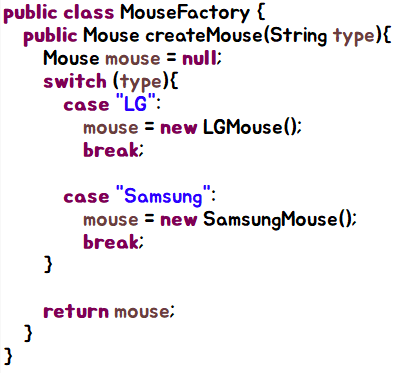 public class MouseFactory {
public Mouse createMouse(String type){
Mouse mouse = null;
switch (type){
case "LG":
mouse = new LGMouse();
break;
case "Samsung":
mouse = new SamsungMouse();
break;
}
return mouse;
}
}